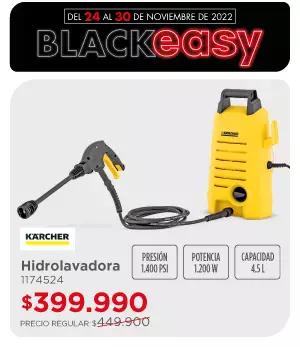 DEL 24 AL 30 DE NOVIEMBRE DE 2022
BLACKeasy
KÄRCHER
Hidrolavadora
1174524
$399.990
PRECIO REGULAR: $449.900
PRESIÓN
1.400 PSI
POTENCIA
1.200 W
CAPACIDAD
4,5 L